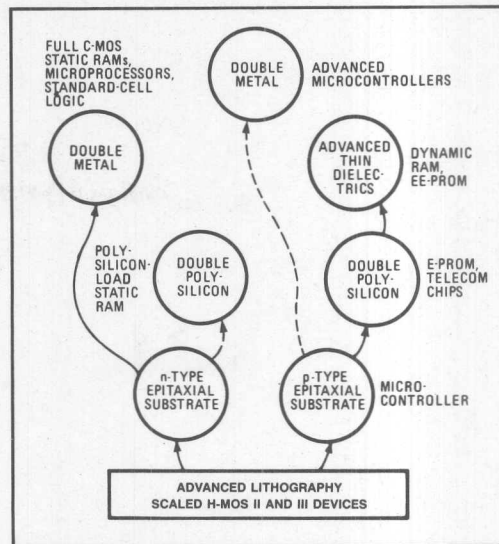 FULL C-MOS
STATIC RAMs,
MICROPROCESSORS,
STANDARD-CELL
LOGIC
DOUBLE
METAL
DOUBLE
METAL
ADVANCED
MICROCONTROLLERS
ADVANCED
THIN
DIELEC-
TRICS
DYNAMIC
RAM,
EE-PROM
POLY-
SILICON-
LOAD
STATIC
RAM
DOUBLE
POLY-
SILICON
DOUBLE
POLY-
SILICON
E-PROM,
TELECOM
CHIPS
n-TYPE
EPITAXIAL
SUBSTRATE
p-TYPE
EPITAXIAL
SUBSTRATE
MICRO-
CONTROLLER
ADVANCED LITHOGRAPHY
SCALED H-MOS II AND III DEVICES